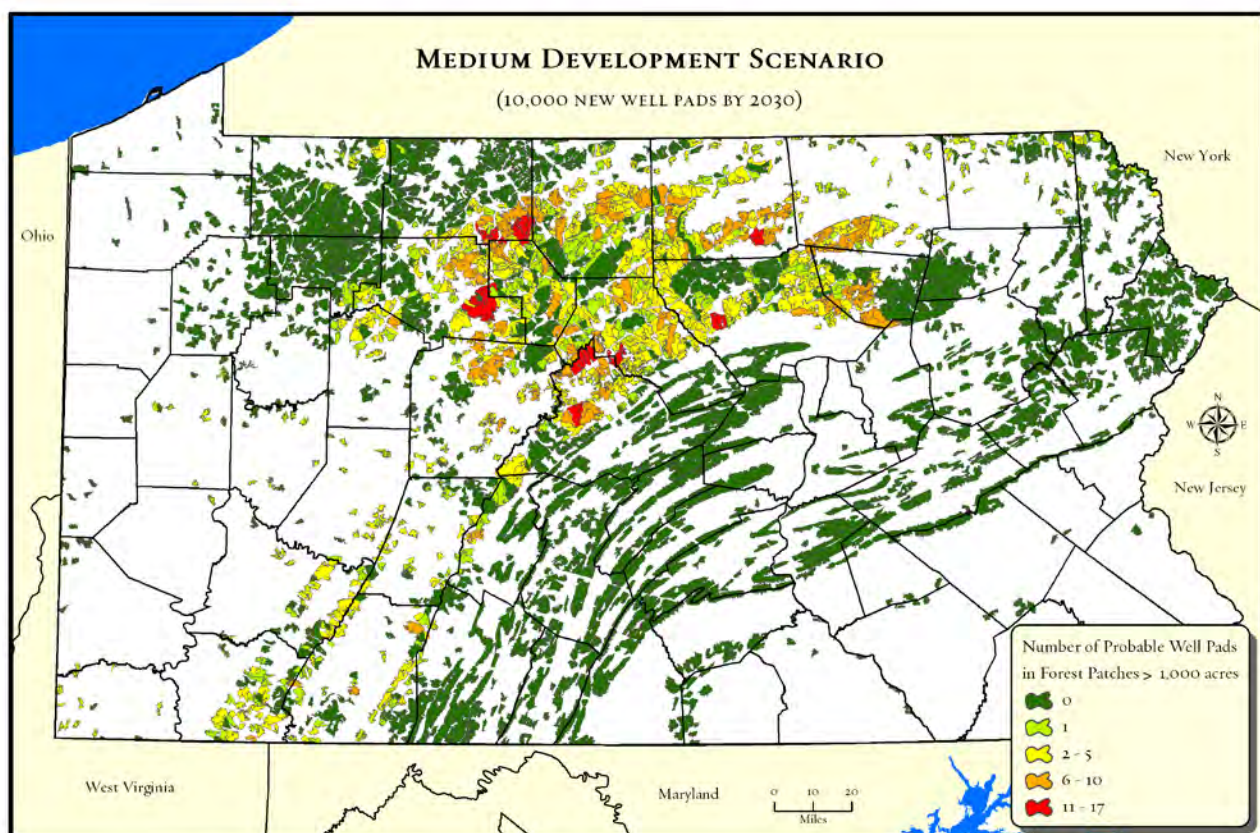 MEDIUM DEVELOPMENT SCENARIO
(10,000 NEW WELL PADS BY 2030)
New York
Ohio
N
W E
S
New Jersey
Number of Probable Well Pads
in Forest Patches > 1,000 acres
0
1
2 - 5
6 - 10
11 - 17
West Virginia
Maryland
0 10 20
Miles